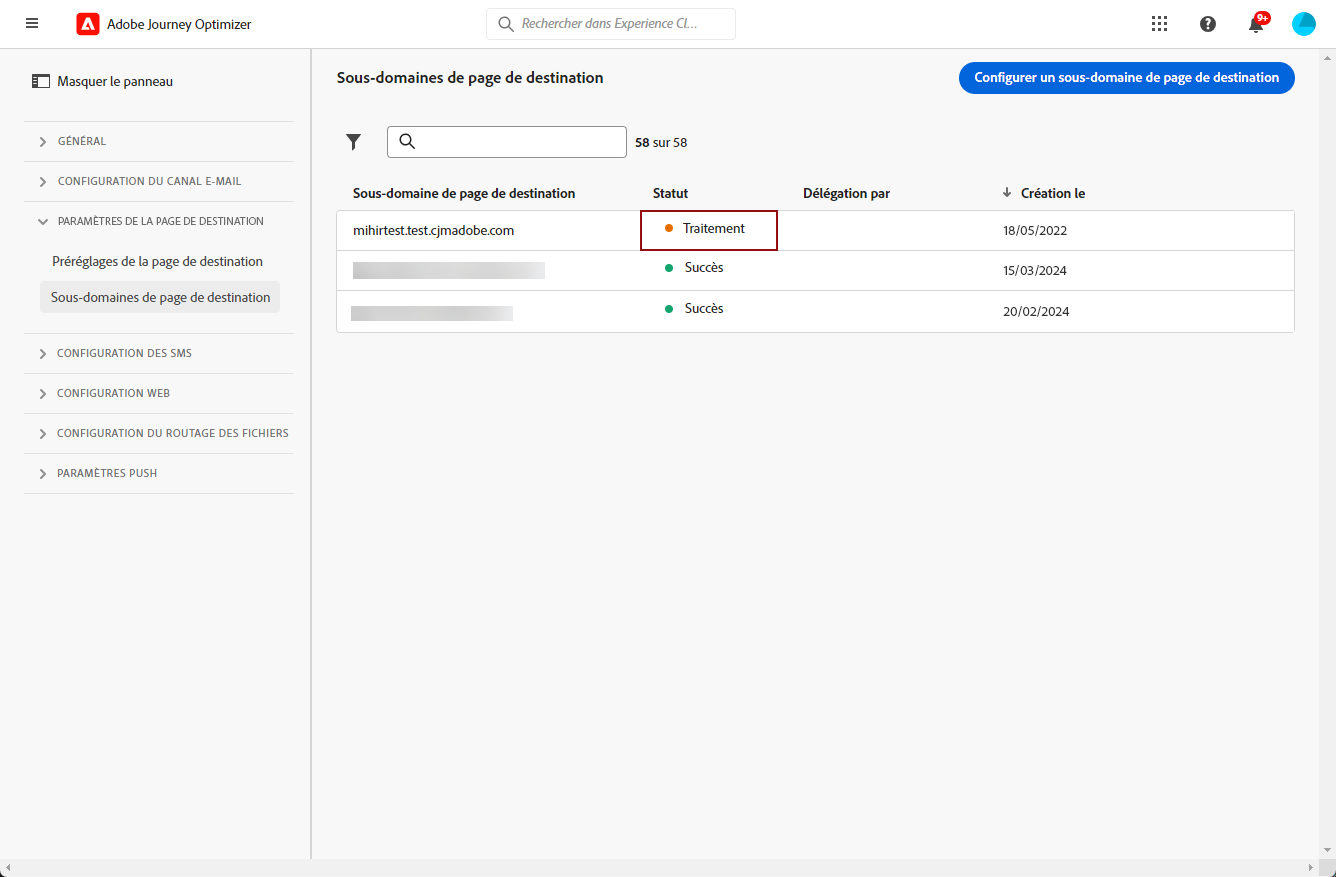 Adobe Journey Optimizer
Rechercher dans Experience Cl...
9+
Masquer le panneau
GÉNÉRAL
CONFIGURATION DU CANAL E-MAIL
PARAMÈTRES DE LA PAGE DE DESTINATION
Préréglages de la page de destination
Sous-domaines de page de destination
CONFIGURATION DES SMS
CONFIGURATION WEB
CONFIGURATION DU ROUTAGE DES FICHIERS
PARAMÈTRES PUSH
Sous-domaines de page de destination
Configurer un sous-domaine de page de destination
58 sur 58
Sous-domaine de page de destination Statut Délégation par Création le
mihirtest.test.cjmadobe.com Traitement 18/05/2022
Succès 15/03/2024
Succès 20/02/2024